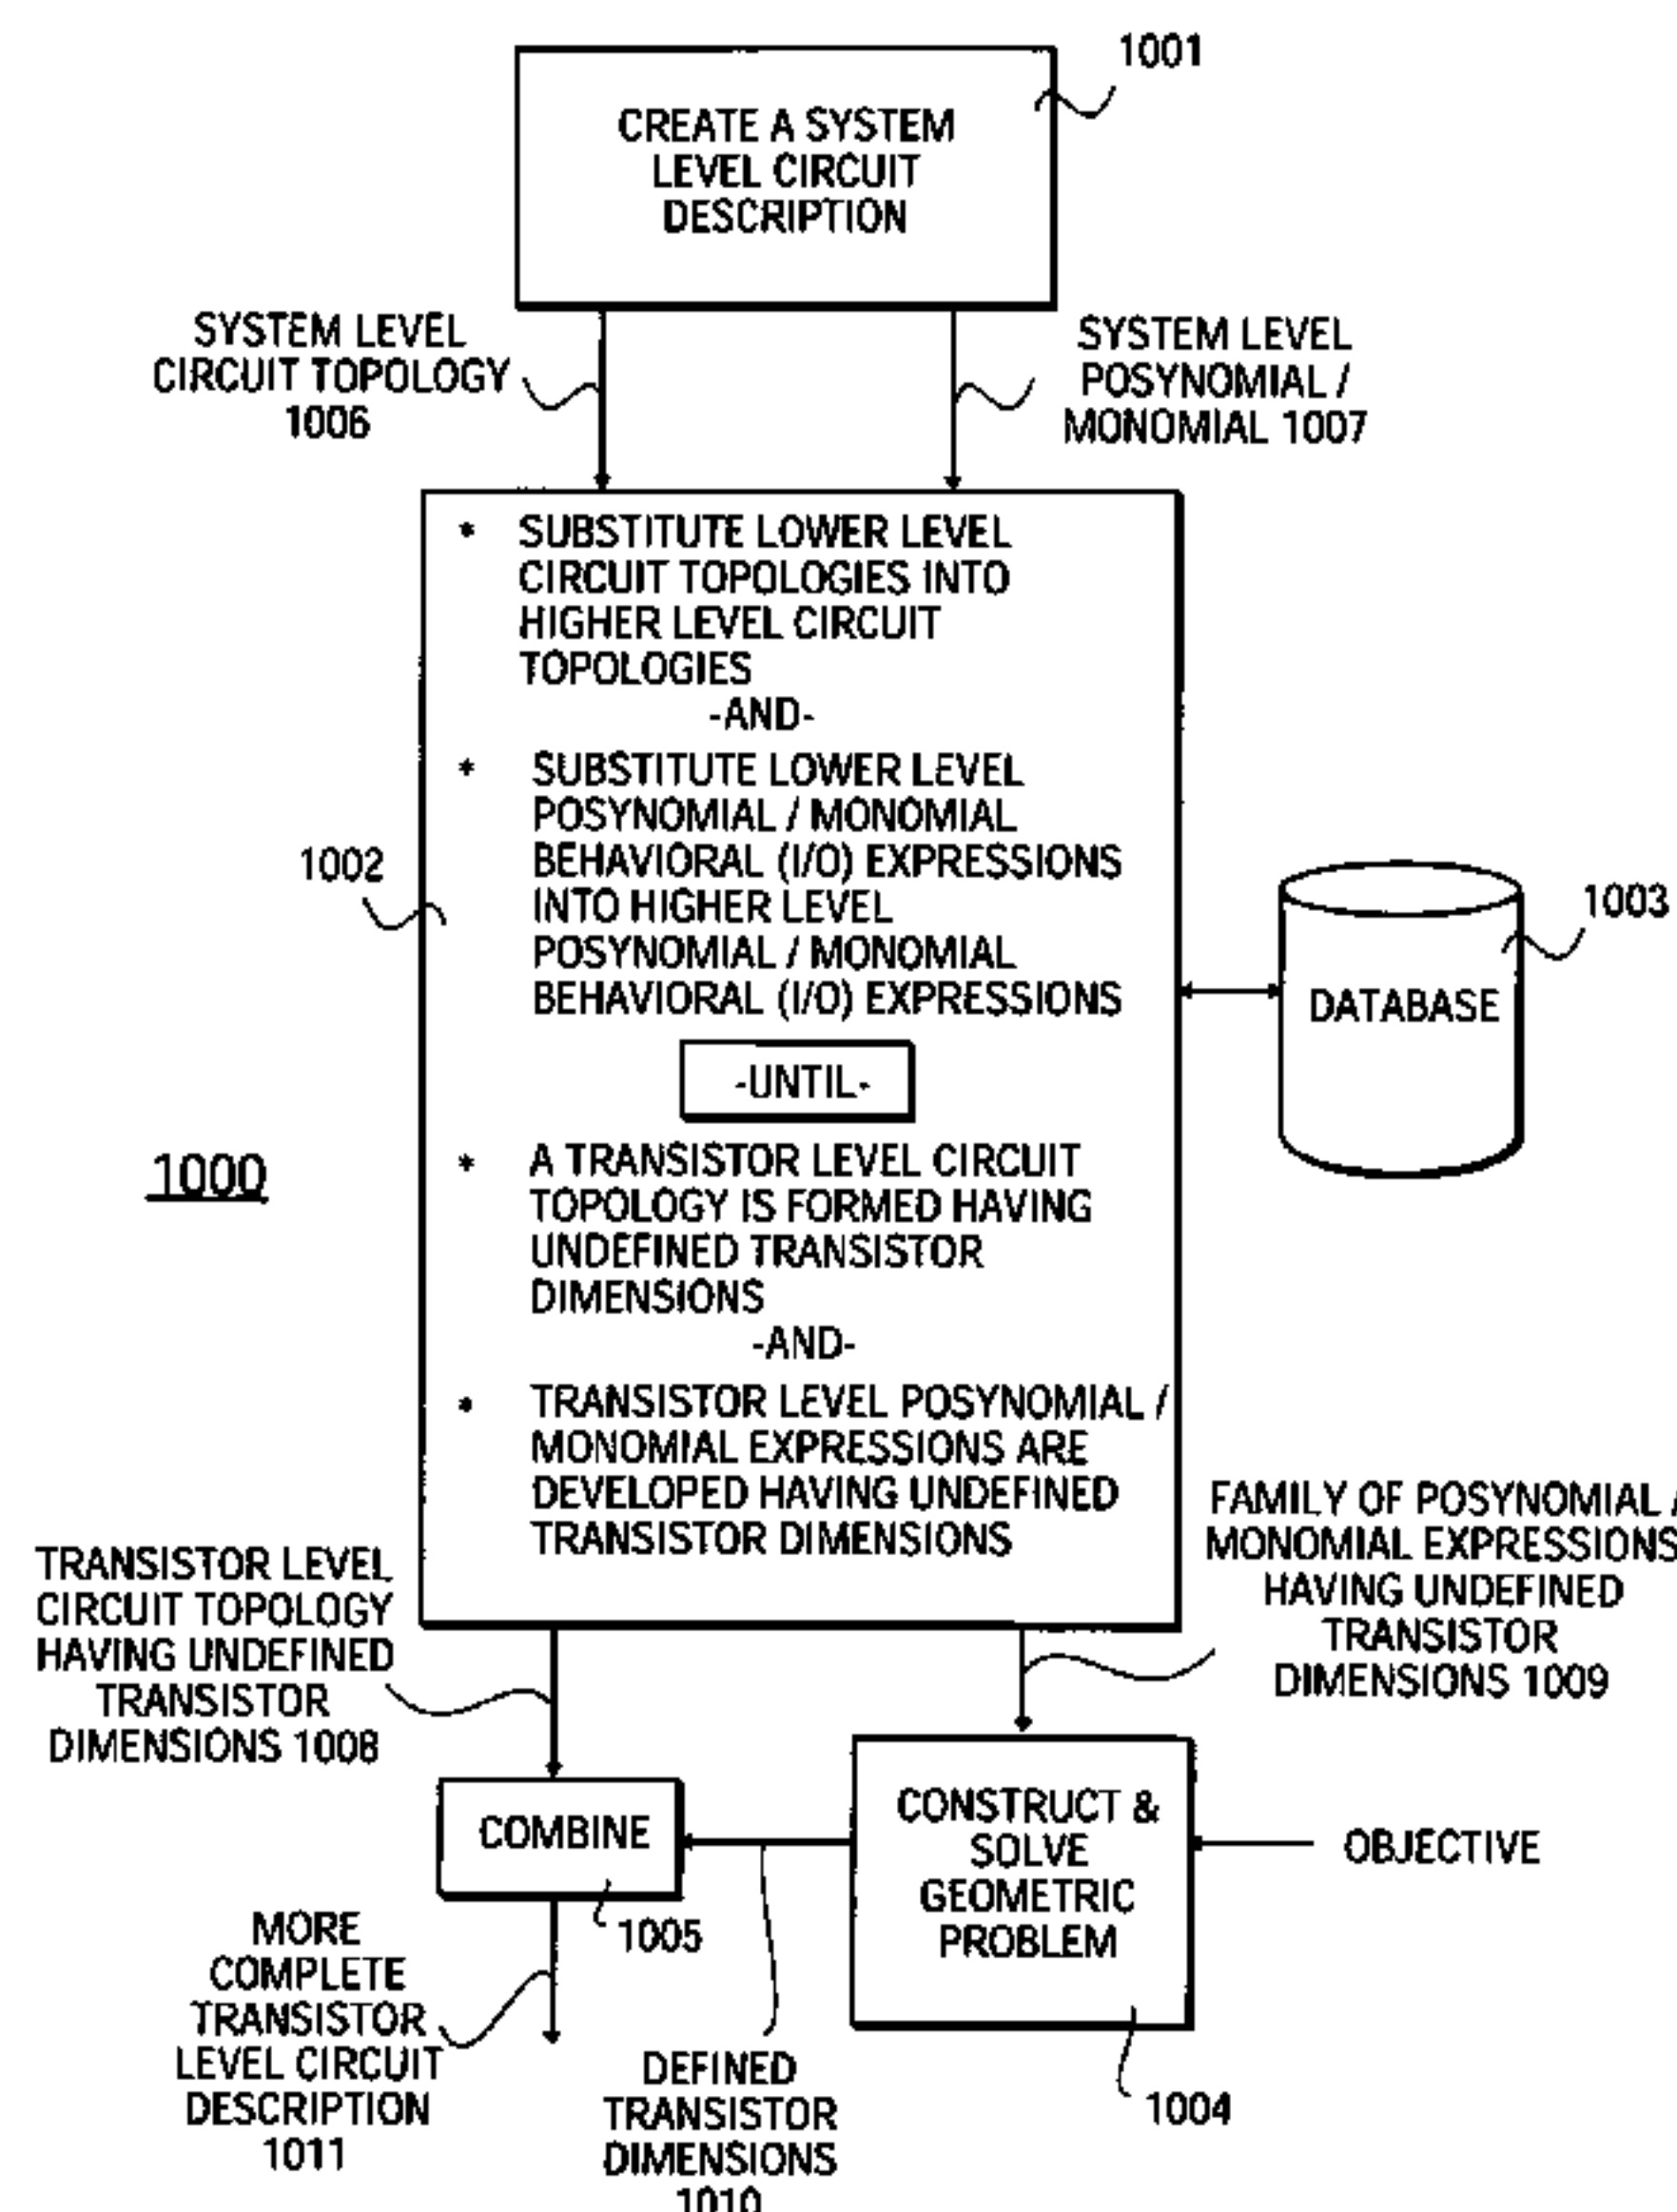 1001
CREATE A SYSTEM
LEVEL CIRCUIT
DESCRIPTION
SYSTEM LEVEL
CIRCUIT TOPOLOGY
1006
SYSTEM LEVEL
POSYNOMIAL /
MONOMIAL 1007
* SUBSTITUTE LOWER LEVEL
CIRCUIT TOPOLOGIES INTO
HIGHER LEVEL CIRCUIT
TOPOLOGIES
-AND-
* SUBSTITUTE LOWER LEVEL
POSYNOMIAL / MONOMIAL
BEHAVIORAL (I/O) EXPRESSIONS
INTO HIGHER LEVEL
POSYNOMIAL / MONOMIAL
BEHAVIORAL (I/O) EXPRESSIONS
-UNTIL-
* A TRANSISTOR LEVEL CIRCUIT
TOPOLOGY IS FORMED HAVING
UNDEFINED TRANSISTOR
DIMENSIONS
-AND-
• TRANSISTOR LEVEL POSYNOMIAL /
MONOMIAL EXPRESSIONS ARE
DEVELOPED HAVING UNDEFINED
TRANSISTOR DIMENSIONS
1002
1003
DATABASE
1000
TRANSISTOR LEVEL
CIRCUIT TOPOLOGY
HAVING UNDEFINED
TRANSISTOR
DIMENSIONS 1008
FAMILY OF POSYNOMIAL /
MONOMIAL EXPRESSIONS
HAVING UNDEFINED
TRANSISTOR
DIMENSIONS 1009
COMBINE
1005
CONSTRUCT &
SOLVE
GEOMETRIC
PROBLEM
OBJECTIVE
1004
MORE
COMPLETE
TRANSISTOR
LEVEL CIRCUIT
DESCRIPTION
1011
DEFINED
TRANSISTOR
DIMENSIONS
1010